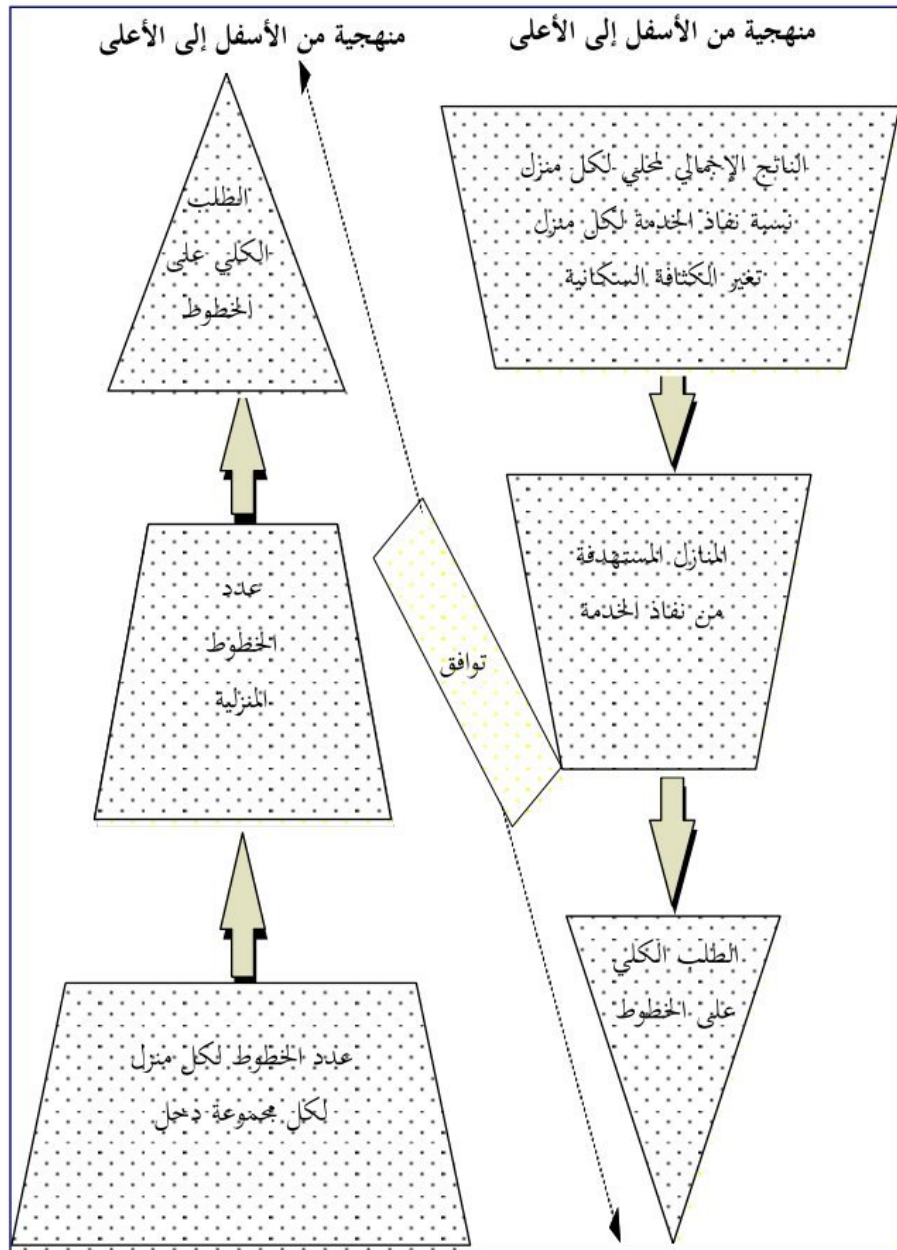 منهجية من الأسفل إلى الأعلى
الناتج الإجمالي لمحلي لكل منزل
نسبة نفاذ الخدمة لكل منزل
تغير الكثافة السكانية
المنازل المستهدفة
من نفاذ الخدمة
الطلب الكلي
على الخطوط
توافق
منهجية من الأسفل إلى الأعلى
الطلب
الكلي على
الخطوط
عدد
الخطوط
المنزلية
عدد الخطوط لكل منزل
لكل مجموعة دخل